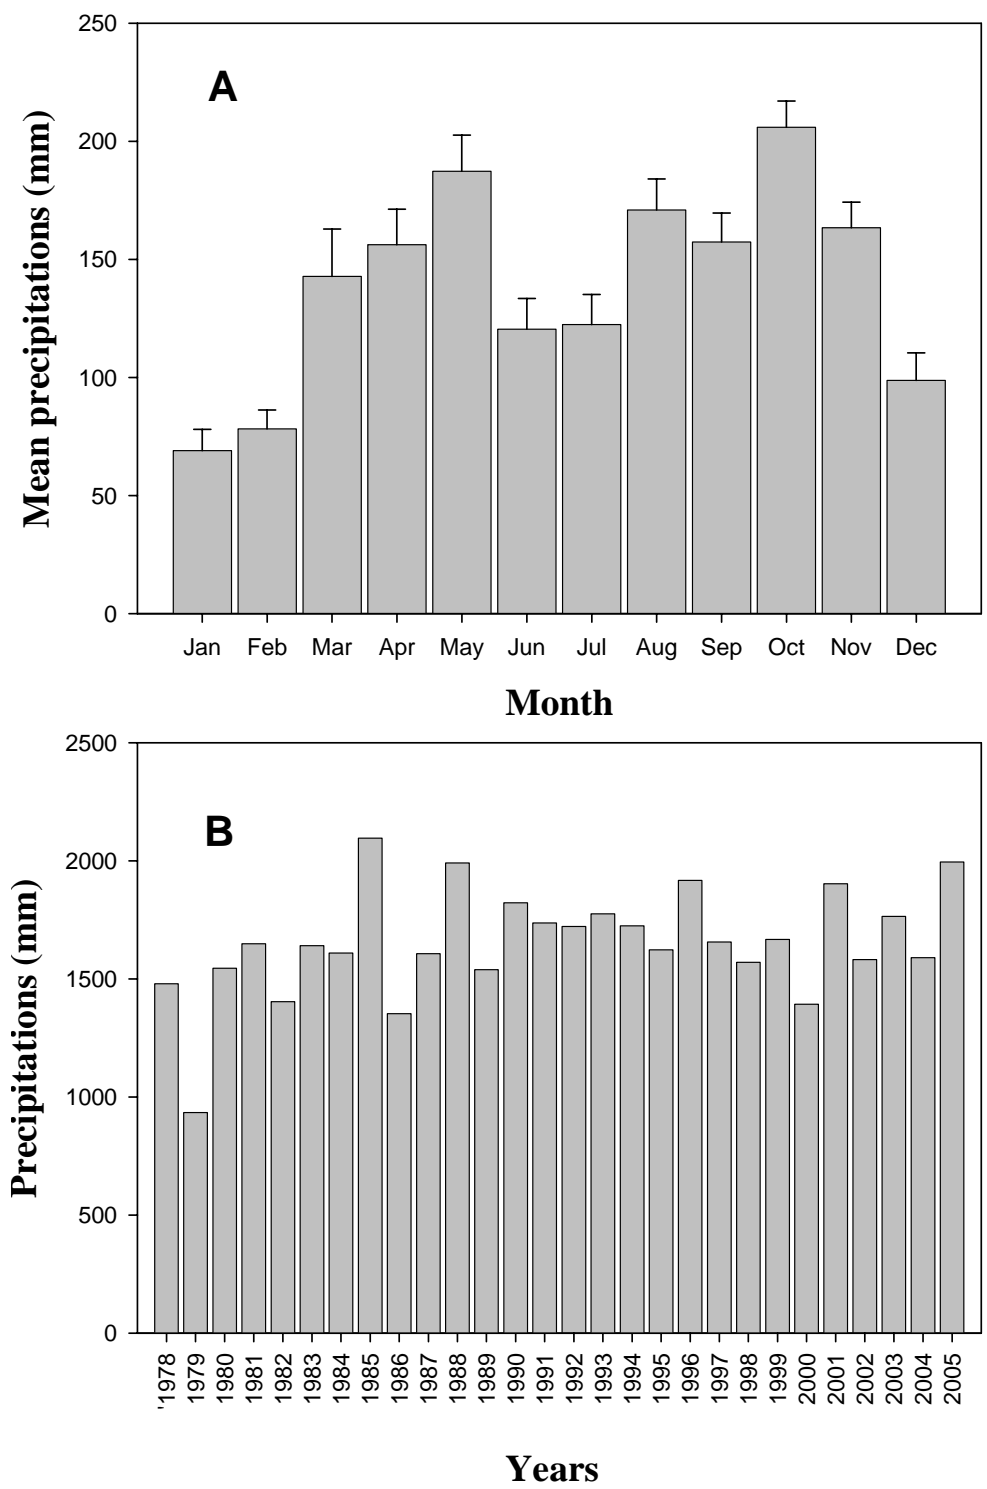 250
A
200
150
100
50
0
Mean precipitations (mm)
Jan Feb Mar Apr May Jun Jul Aug Sep Oct Nov Dec
Month
2500
B
2000
1500
1000
500
0
Precipitations (mm)
'1978 1979 1980 1981 1982 1983 1984 1985 1986 1987 1988 1989 1990 1991 1992 1993 1994 1995 1996 1997 1998 1999 2000 2001 2002 2003 2004 2005
Years